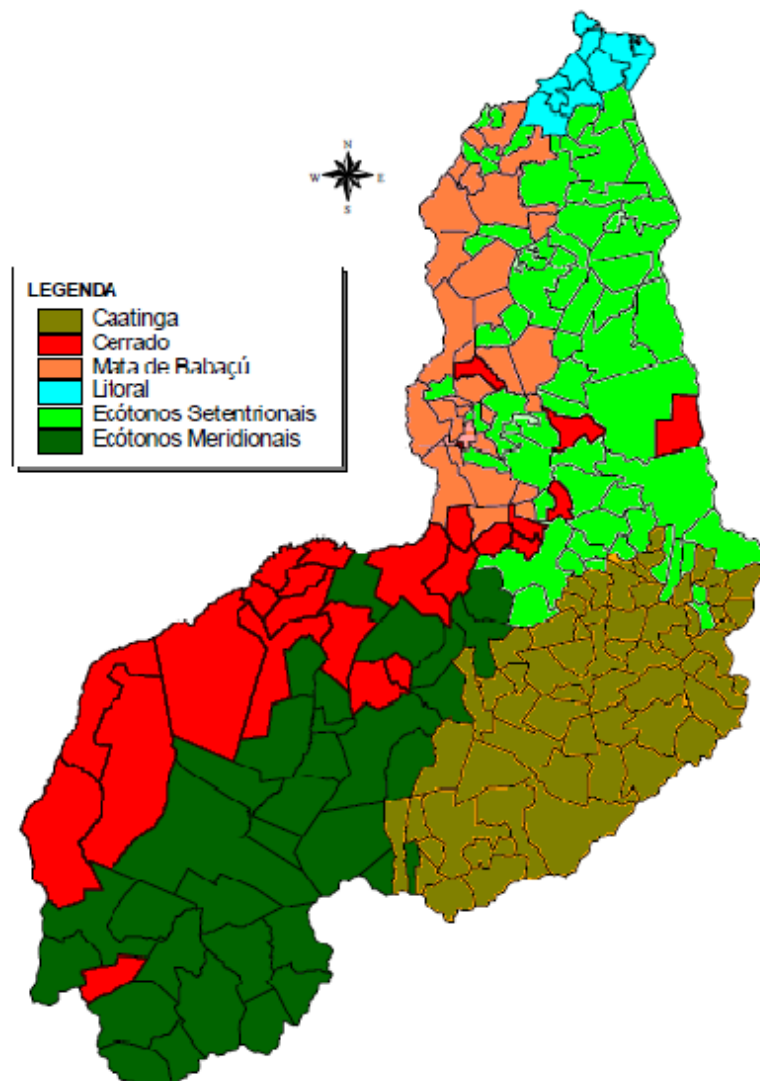 N
W E
S
LEGENDA
Caatinga
Cerrado
Mata de Babaçú
Litoral
Ecótonos Setentrionais
Ecótonos Meridionais